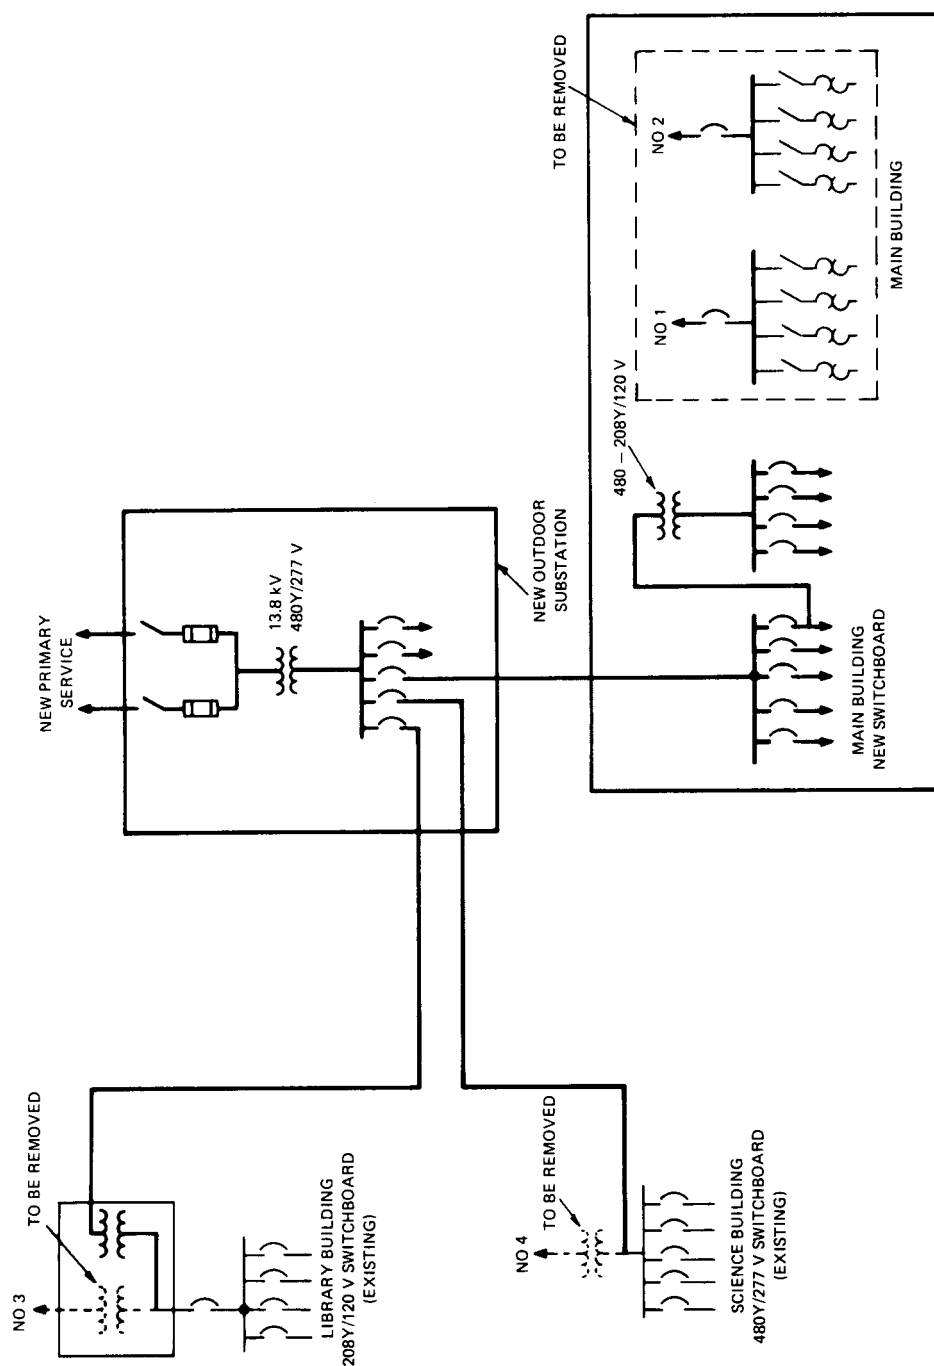 NO 3
TO BE REMOVED
LIBRARY BUILDING
208Y/120 V SWITCHBOARD
(EXISTING)
NO 4
TO BE REMOVED
SCIENCE BUILDING
480Y/277 V SWITCHBOARD
(EXISTING)
NEW PRIMARY
SERVICE
13.8 kV
480Y/277 V
NEW OUTDOOR
SUBSTATION
MAIN BUILDING
NEW SWITCHBOARD
480 – 208Y/120 V
TO BE REMOVED
NO 1
NO 2
MAIN BUILDING